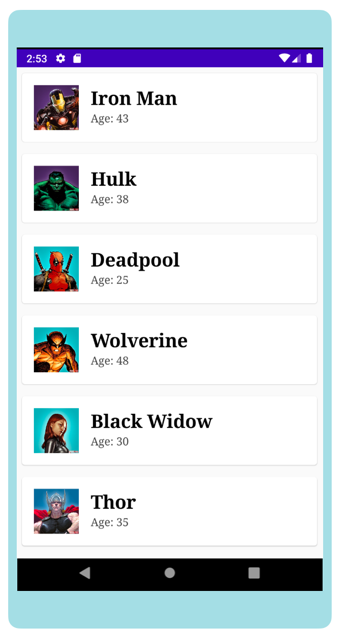 2:53
Iron Man
Age: 43
Hulk
Age: 38
Deadpool
Age: 25
Wolverine
Age: 48
Black Widow
Age: 30
Thor
Age: 35